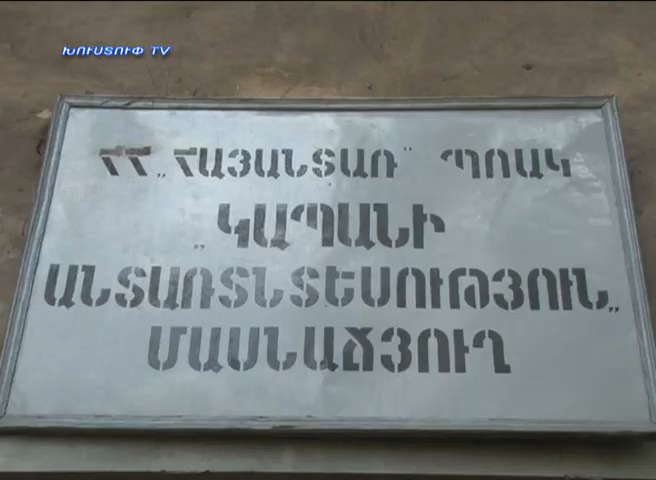 ԽՈՒՍՏՈՒՓ TV
ՀՀ „ՀԱՅԱՆՏԱՌ” ՊՈԱԿ
„ԿԱՊԱՆԻ
ԱՆՏԱՌՏՆՏԵՍՈՒԹՅՈՒՆ„
ՄԱՍՆԱՃՅՈՒՂ